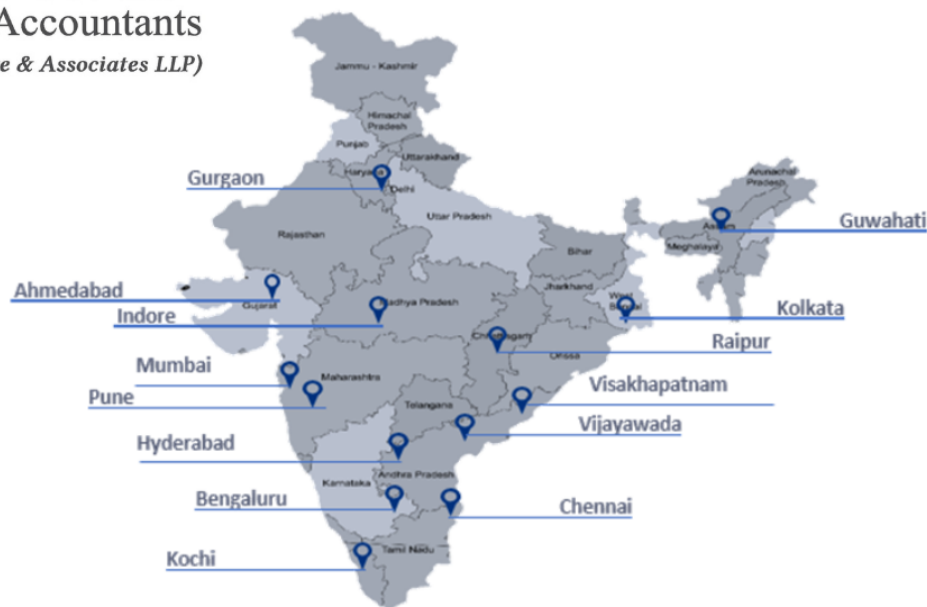 Accountants
e & Associates LLP)
Jammu - Kashmir
Himachal
Pradesh
Punjab
Uttarakhand
Haryana
Delhi
Gurgaon
Arunachal
Pradesh
Uttar Pradesh
Assam
Guwahati
Rajasthan
Bihar
Meghalaya
Jharkhand
Ahmedabad
Gujarat
Madhya Pradesh
West
Bengal
Kolkata
Indore
Chhattisgarh
Raipur
Orissa
Mumbai
Maharashtra
Visakhapatnam
Pune
Telangana
Vijayawada
Hyderabad
Andhra Pradesh
Karnataka
Bengaluru
Chennai
Kochi
Tamil Nadu